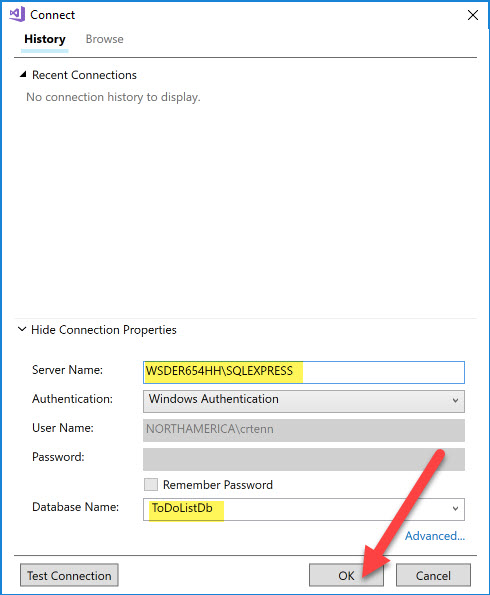 Connect
History Browse
Recent Connections
No connection history to display.
Hide Connection Properties
Server Name: WSDER654HH\SQLEXPRESS
Authentication: Windows Authentication
User Name: NORTHAMERICA\crtenn
Password:
Remember Password
Database Name: ToDoListDb
Advanced...
Test Connection OK Cancel